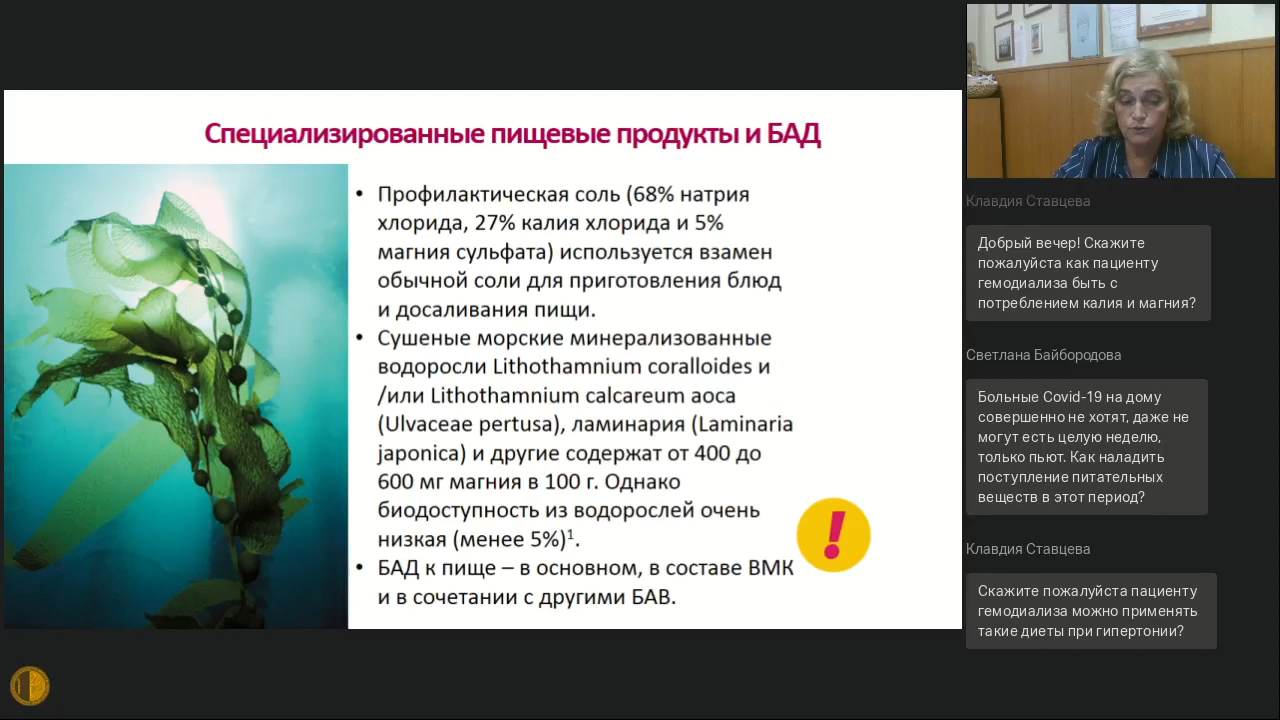 Специализированные пищевые продукты и БАД
• Профилактическая соль (68% натрия
хлорида, 27% калия хлорида и 5%
магния сульфата) используется взамен
обычной соли для приготовления блюд
и досаливания пищи.
• Сушеные морские минерализованные
водоросли Lithothamnium coralloides и
/или Lithothamnium calcareum аоса
(Ulvaceae pertusa), ламинария (Laminaria
japonica) и другие содержат от 400 до
600 мг магния в 100 г. Однако
биодоступность из водорослей очень
низкая (менее 5%)¹.
• БАД к пище – в основном, в составе ВМК
и в сочетании с другими БАВ.
!
Клавдия Ставцева
Добрый вечер! Скажите
пожалуйста как пациенту
гемодиализа быть с
потреблением калия и магния?
Светлана Байбородова
Больные Covid-19 на дому
совершенно не хотят, даже не
могут есть целую неделю,
только пьют. Как наладить
поступление питательных
веществ в этот период?
Клавдия Ставцева
Скажите пожалуйста пациенту
гемодиализа можно применять
такие диеты при гипертонии?